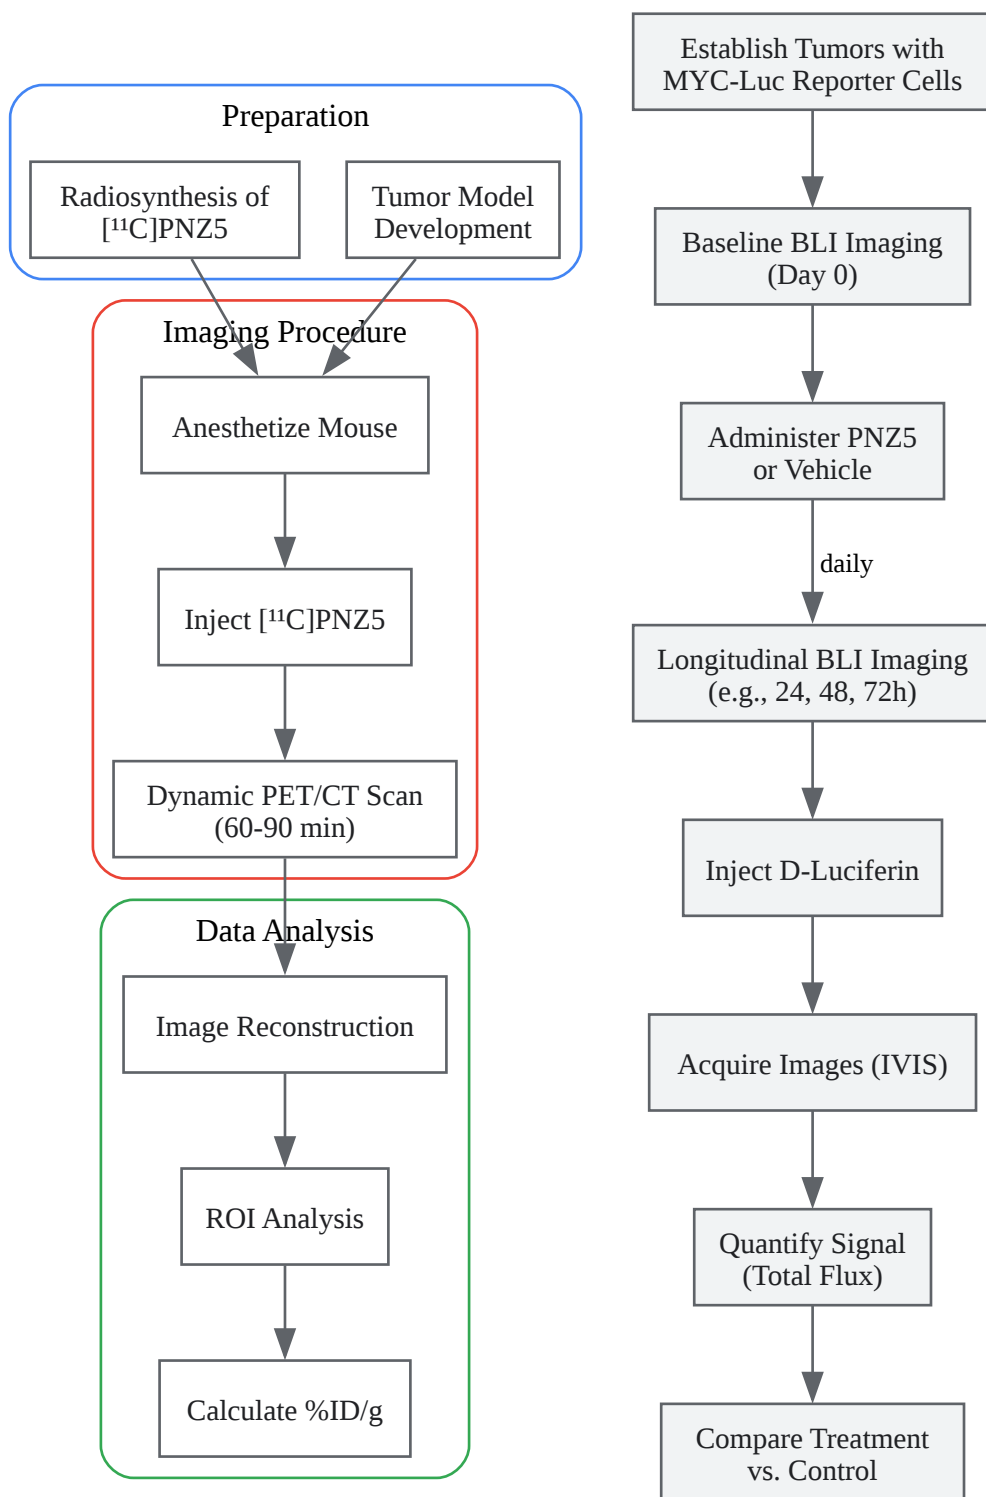 Preparation
Radiosynthesis of
[¹¹C]PNZ5
Tumor Model
Development
Imaging Procedure
Anesthetize Mouse
Inject [¹¹C]PNZ5
Dynamic PET/CT Scan
(60-90 min)
Data Analysis
Image Reconstruction
ROI Analysis
Calculate %ID/g
Establish Tumors with
MYC-Luc Reporter Cells
Baseline BLI Imaging
(Day 0)
Administer PNZ5
or Vehicle
daily
Longitudinal BLI Imaging
(e.g., 24, 48, 72h)
Inject D-Luciferin
Acquire Images (IVIS)
Quantify Signal
(Total Flux)
Compare Treatment
vs. Control